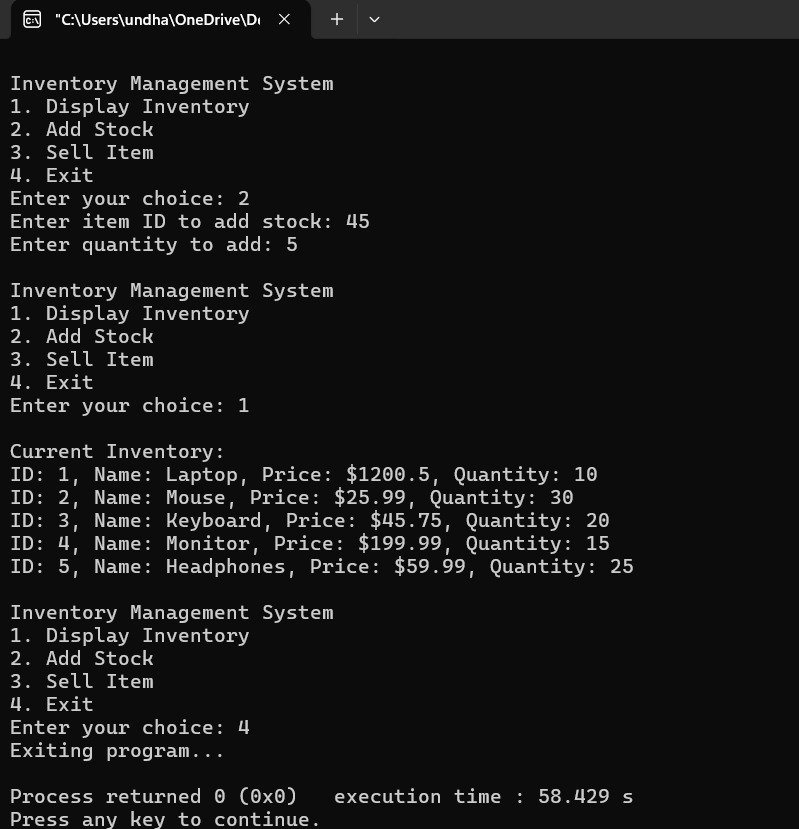 "C:\Users\undha\OneDrive\De
Inventory Management System
1. Display Inventory
2. Add Stock
3. Sell Item
4. Exit
Enter your choice: 2
Enter item ID to add stock: 45
Enter quantity to add: 5
Inventory Management System
1. Display Inventory
2. Add Stock
3. Sell Item
4. Exit
Enter your choice: 1
Current Inventory:
ID: 1, Name: Laptop, Price: $1200.5, Quantity: 10
ID: 2, Name: Mouse, Price: $25.99, Quantity: 30
ID: 3, Name: Keyboard, Price: $45.75, Quantity: 20
ID: 4, Name: Monitor, Price: $199.99, Quantity: 15
ID: 5, Name: Headphones, Price: $59.99, Quantity: 25
Inventory Management System
1. Display Inventory
2. Add Stock
3. Sell Item
4. Exit
Enter your choice: 4
Exiting program...
Process returned 0 (0x0)   execution time : 58.429 s
Press any key to continue.